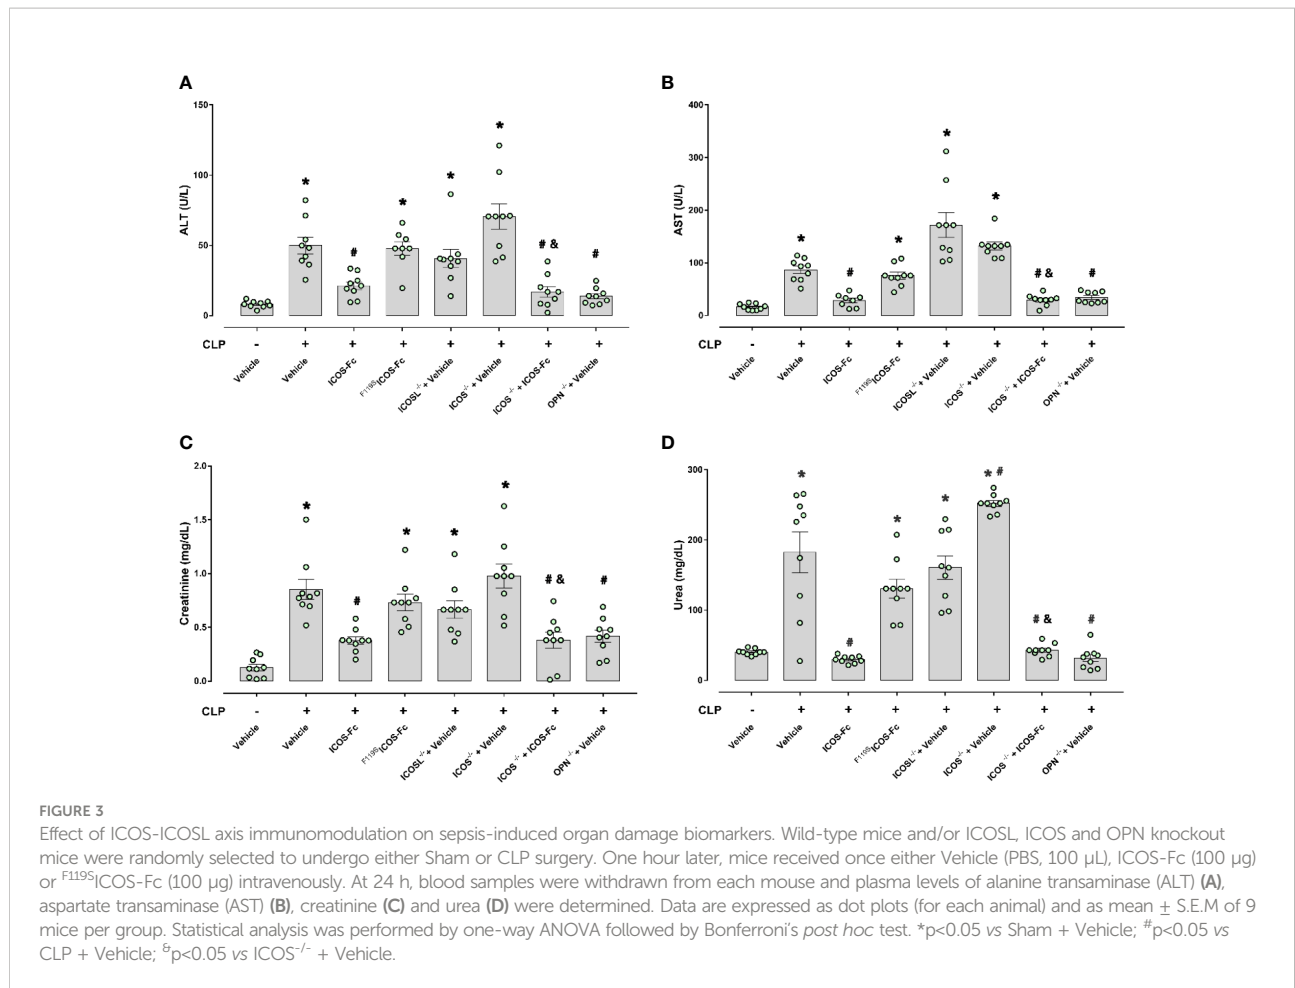 A
ALT (U/L)
150
100
50
0
* * * * *
# # & #
CLP - + + + + + + +
Vehicle
Vehicle
ICOS-Fc
F119SICOS-Fc
ICOSL-/-+ Vehicle
ICOS-/-+ Vehicle
ICOS-/-+ ICOS-Fc
OPN-/-+ Vehicle
B
AST (U/L)
400
300
200
100
0
* * * *
# # & #
CLP - + + + + + + +
Vehicle
Vehicle
ICOS-Fc
F119SICOS-Fc
ICOSL-/-+ Vehicle
ICOS-/-+ Vehicle
ICOS-/-+ ICOS-Fc
OPN-/-+ Vehicle
C
Creatinine (mg/dL)
2.0
1.5
1.0
0.5
0.0
* * * *
# # & #
CLP - + + + + + + +
Vehicle
Vehicle
ICOS-Fc
F119SICOS-Fc
ICOSL-/-+ Vehicle
ICOS-/-+ Vehicle
ICOS-/-+ ICOS-Fc
OPN-/-+ Vehicle
D
Urea (mg/dL)
300
200
100
0
* * * * #
# # & #
CLP - + + + + + + +
Vehicle
Vehicle
ICOS-Fc
F119SICOS-Fc
ICOSL-/-+ Vehicle
ICOS-/-+ Vehicle
ICOS-/-+ ICOS-Fc
OPN-/-+ Vehicle
FIGURE 3
Effect of ICOS-ICOSL axis immunomodulation on sepsis-induced organ damage biomarkers. Wild-type mice and/or ICOSL, ICOS and OPN knockout
mice were randomly selected to undergo either Sham or CLP surgery. One hour later, mice received once either Vehicle (PBS, 100 µL), ICOS-Fc (100 µg)
or F119SICOS-Fc (100 µg) intravenously. At 24 h, blood samples were withdrawn from each mouse and plasma levels of alanine transaminase (ALT) (A),
aspartate transaminase (AST) (B), creatinine (C) and urea (D) were determined. Data are expressed as dot plots (for each animal) and as mean ± S.E.M of 9
mice per group. Statistical analysis was performed by one-way ANOVA followed by Bonferroni's post hoc test. *p<0.05 vs Sham + Vehicle; #p<0.05 vs
CLP + Vehicle; &p<0.05 vs ICOS-/- + Vehicle.